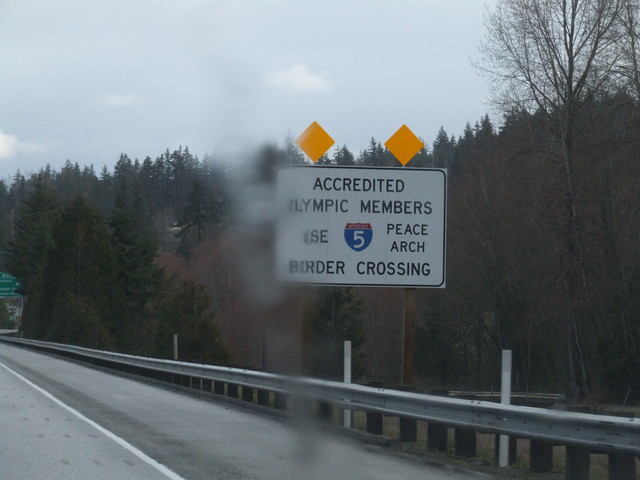 ACCREDITED
OLYMPIC MEMBERS
USE 5 PEACE ARCH
BORDER CROSSING